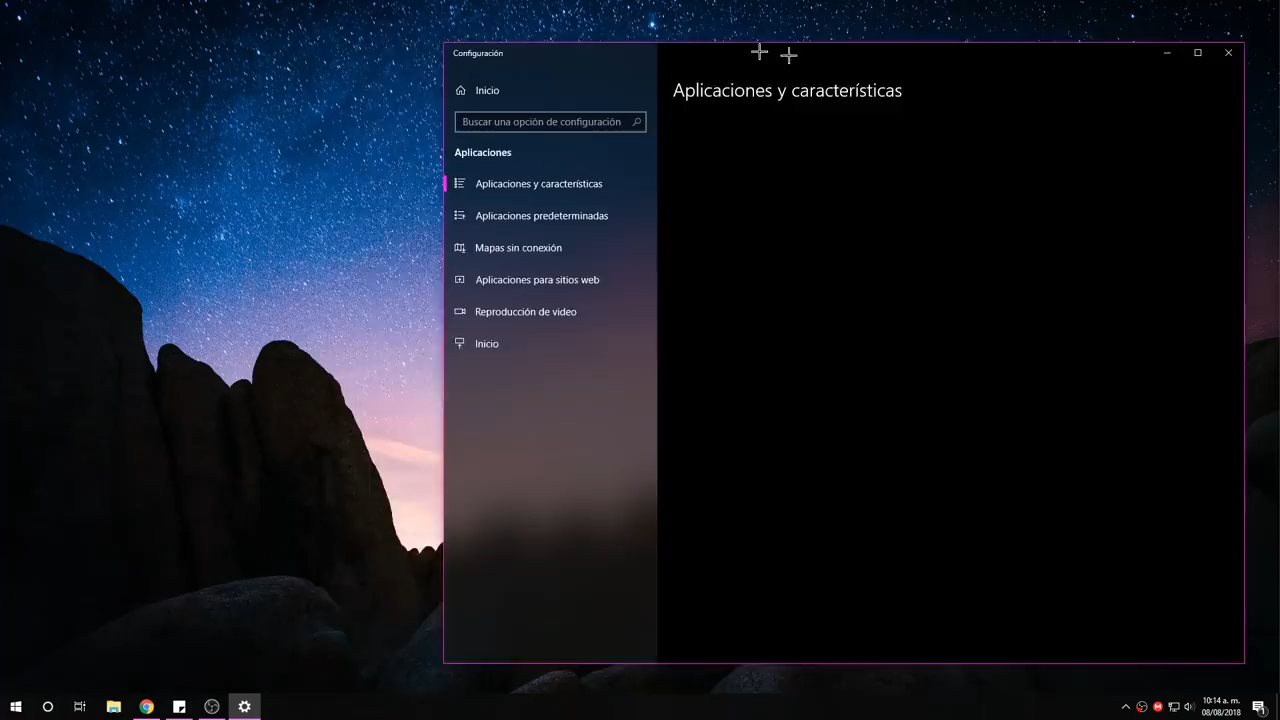 Configuración
Inicio
Buscar una opción de configuración
Aplicaciones
Aplicaciones y características
Aplicaciones predeterminadas
Mapas sin conexión
Aplicaciones para sitios web
Reproducción de video
Inicio
Aplicaciones y características
10:14 a. m.
08/08/2018
1